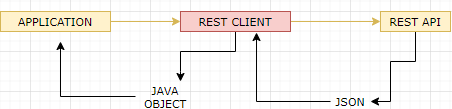 APPLICATION
REST CLIENT
REST API
JAVA
OBJECT
JSON